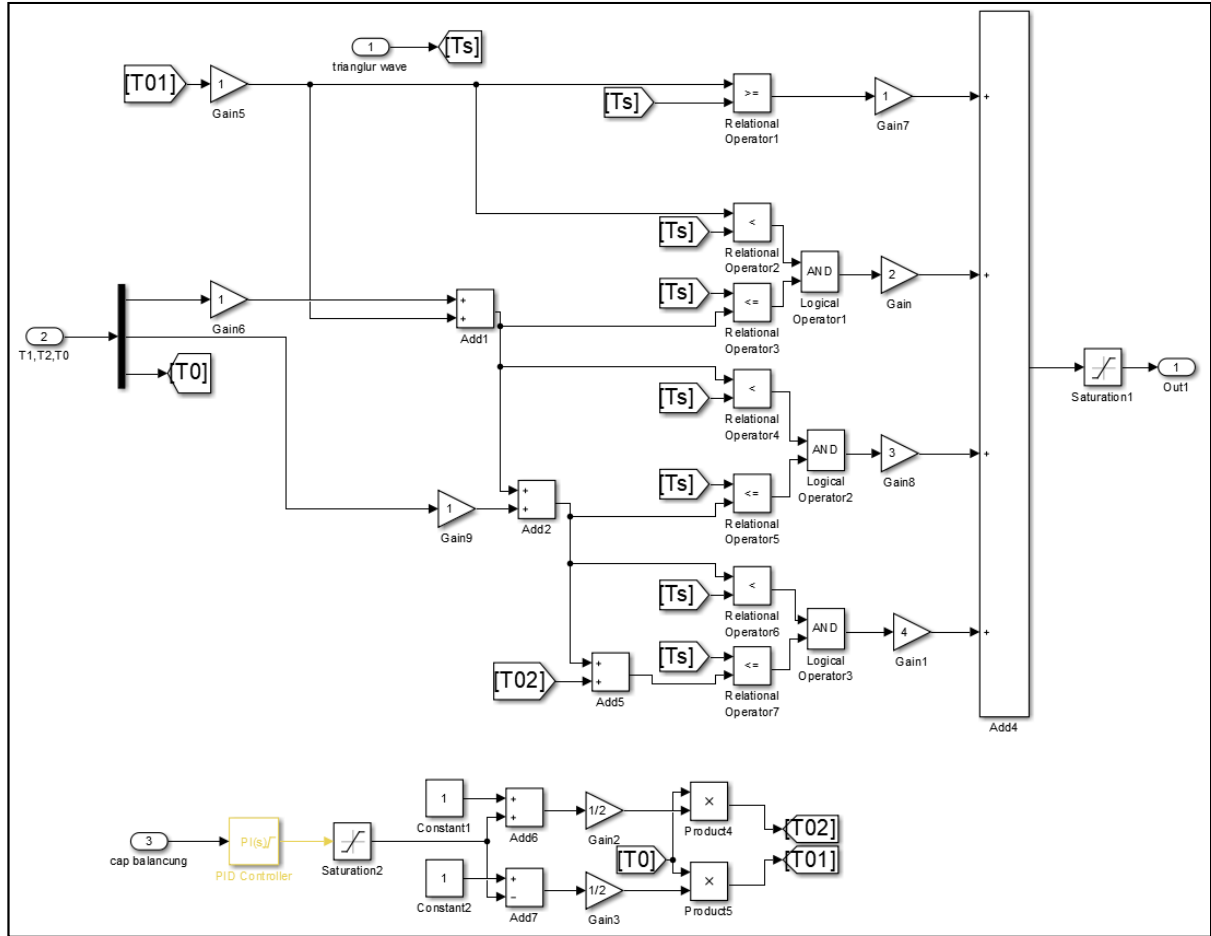 1
trianglur wave
[Ts]
[T01]
1
Gain5
[Ts]
>=
Relational
Operator1
1
Gain7
+
[Ts]
<
Relational
Operator2
AND
Logical
Operator1
2
Gain
+
[Ts]
<=
Relational
Operator3
1
Gain6
+
+
Add1
2
T1,T2,T0
[T0]
[Ts]
<
Relational
Operator4
AND
Logical
Operator2
3
Gain8
+
[Ts]
<=
Relational
Operator5
1
Gain9
+
+
Add2
Saturation1
1
Out1
[Ts]
<
Relational
Operator6
AND
Logical
Operator3
4
Gain1
+
[Ts]
<=
Relational
Operator7
[T02]
+
+
Add5
Add4
3
cap balancung
PI(s)
PID Controller
Saturation2
1
Constant1
+
+
Add6
1/2
Gain2
×
Product4
[T02]
[T0]
[T01]
1
Constant2
+
−
Add7
1/2
Gain3
×
Product5